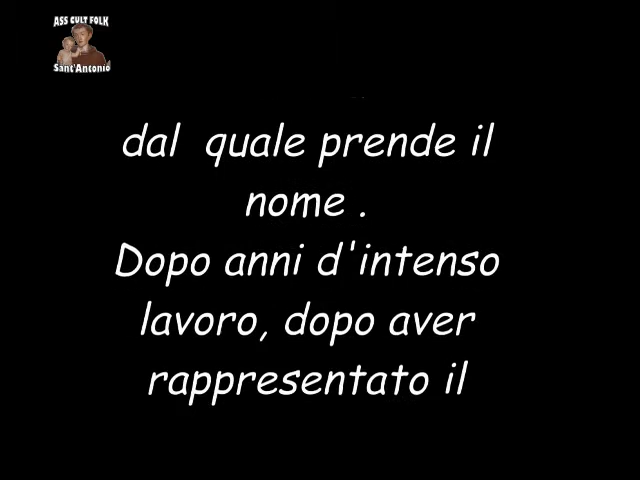 ASS CULT FOLK
Sant'Antonio
dal quale prende il
nome .
Dopo anni d'intenso
lavoro, dopo aver
rappresentato il